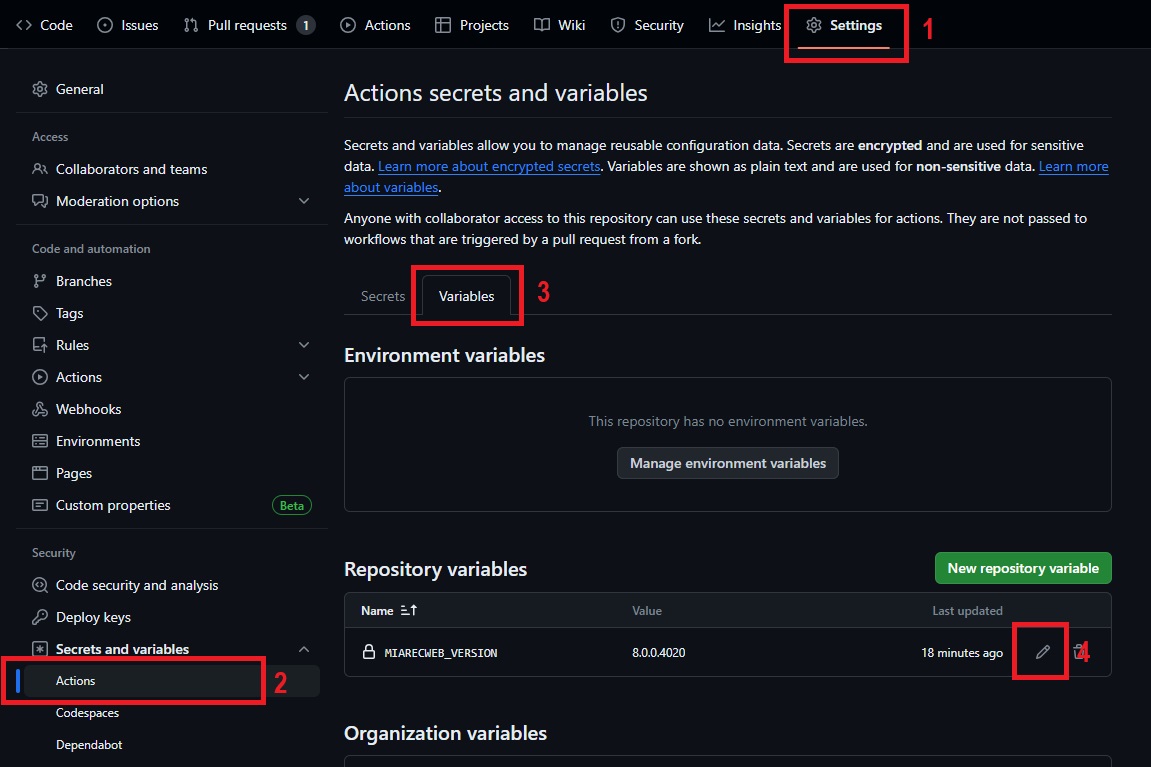 Code Issues Pull requests 1 Actions Projects Wiki Security Insights Settings 1
General
Access
Collaborators and teams
Moderation options
Code and automation
Branches
Tags
Rules
Actions
Webhooks
Environments
Pages
Custom properties Beta
Security
Code security and analysis
Deploy keys
Secrets and variables
Actions 2
Codespaces
Dependabot
Actions secrets and variables
Secrets and variables allow you to manage reusable configuration data. Secrets are encrypted and are used for sensitive
data. Learn more about encrypted secrets. Variables are shown as plain text and are used for non-sensitive data. Learn more
about variables.
Anyone with collaborator access to this repository can use these secrets and variables for actions. They are not passed to
workflows that are triggered by a pull request from a fork.
Secrets Variables 3
Environment variables
This repository has no environment variables.
Manage environment variables
Repository variables New repository variable
Name Value Last updated
MIARECWEB_VERSION 8.0.0.4020 18 minutes ago 4
Organization variables